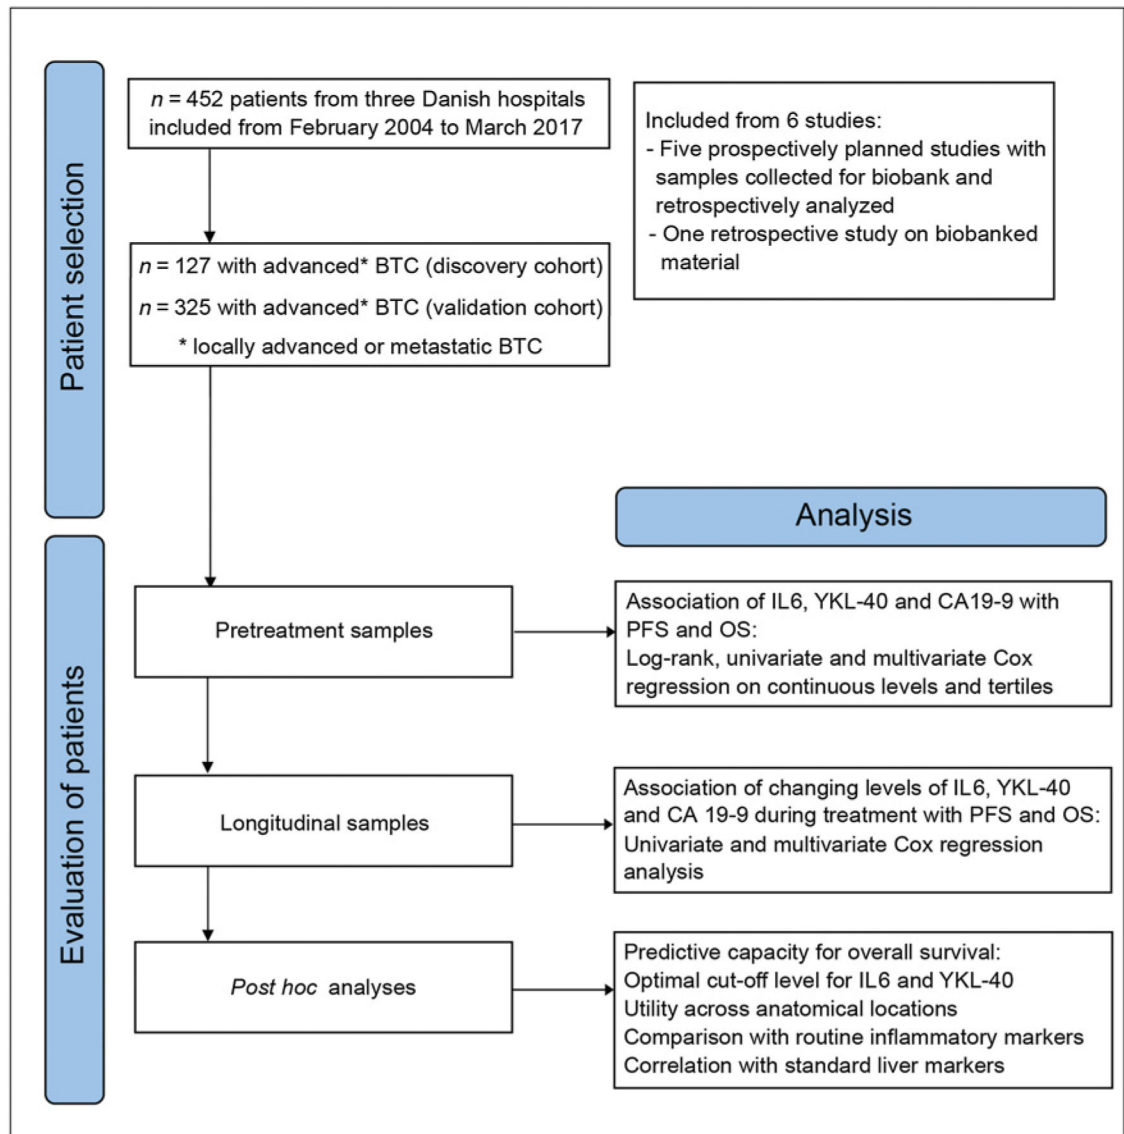 Patient selection
n = 452 patients from three Danish hospitals
included from February 2004 to March 2017
Included from 6 studies:
- Five prospectively planned studies with
samples collected for biobank and
retrospectively analyzed
- One retrospective study on biobanked
material
n = 127 with advanced* BTC (discovery cohort)
n = 325 with advanced* BTC (validation cohort)
* locally advanced or metastatic BTC
Analysis
Evaluation of patients
Pretreatment samples
Association of IL6, YKL-40 and CA19-9 with
PFS and OS:
Log-rank, univariate and multivariate Cox
regression on continuous levels and tertiles
Longitudinal samples
Association of changing levels of IL6, YKL-40
and CA 19-9 during treatment with PFS and OS:
Univariate and multivariate Cox regression
analysis
Post hoc analyses
Predictive capacity for overall survival:
Optimal cut-off level for IL6 and YKL-40
Utility across anatomical locations
Comparison with routine inflammatory markers
Correlation with standard liver markers